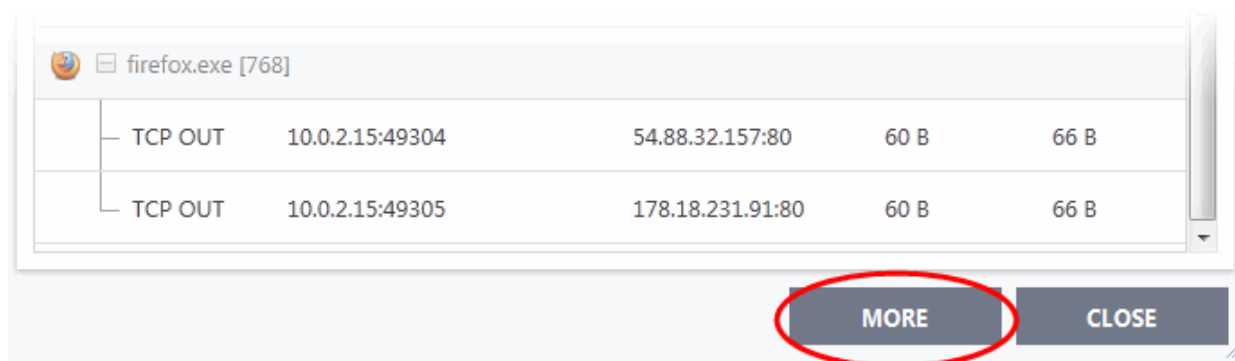 firefox.exe [768]
TCP OUT 10.0.2.15:49304 54.88.32.157:80 60 B 66 B
TCP OUT 10.0.2.15:49305 178.18.231.91:80 60 B 66 B
MORE CLOSE